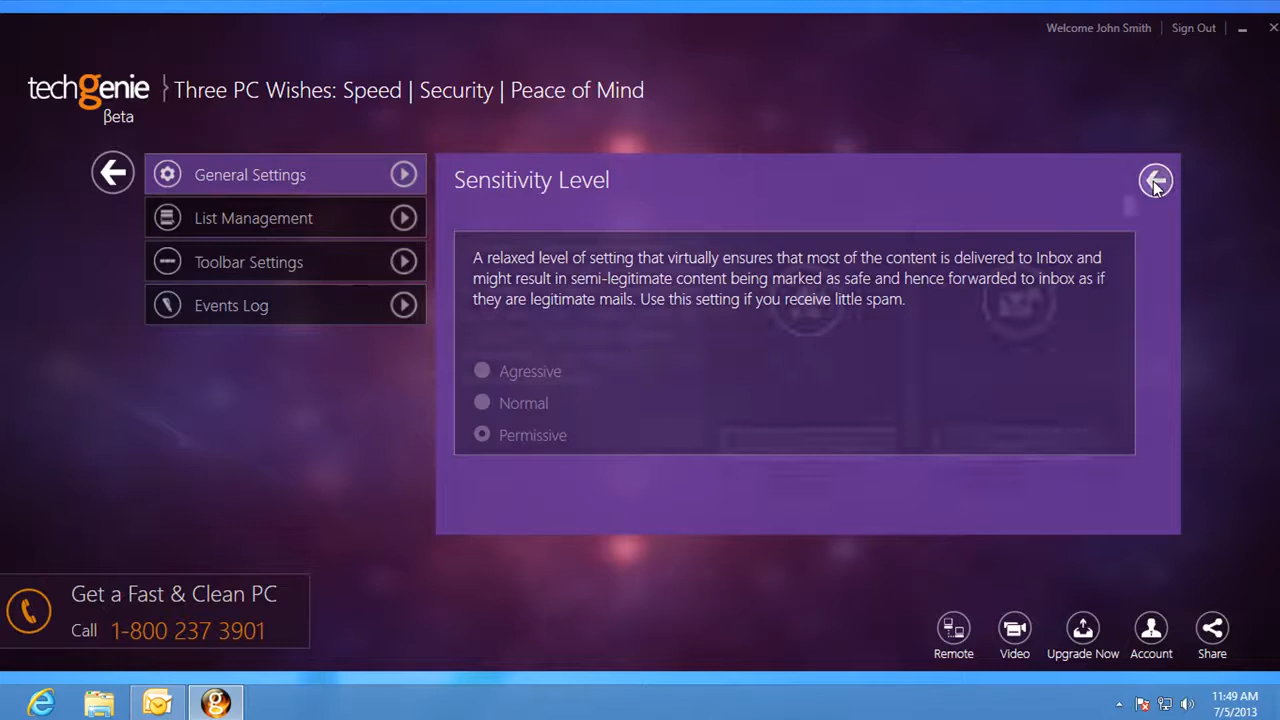 Welcome John Smith | Sign Out
techgenie
βeta
Three PC Wishes: Speed | Security | Peace of Mind
General Settings
List Management
Toolbar Settings
Events Log
Sensitivity Level
A relaxed level of setting that virtually ensures that most of the content is delivered to Inbox and
might result in semi-legitimate content being marked as safe and hence forwarded to inbox as if
they are legitimate mails. Use this setting if you receive little spam.
Agressive
Normal
Permissive
Get a Fast & Clean PC
Call 1-800 237 3901
Remote
Video
Upgrade Now
Account
Share
11:49 AM
7/5/2013